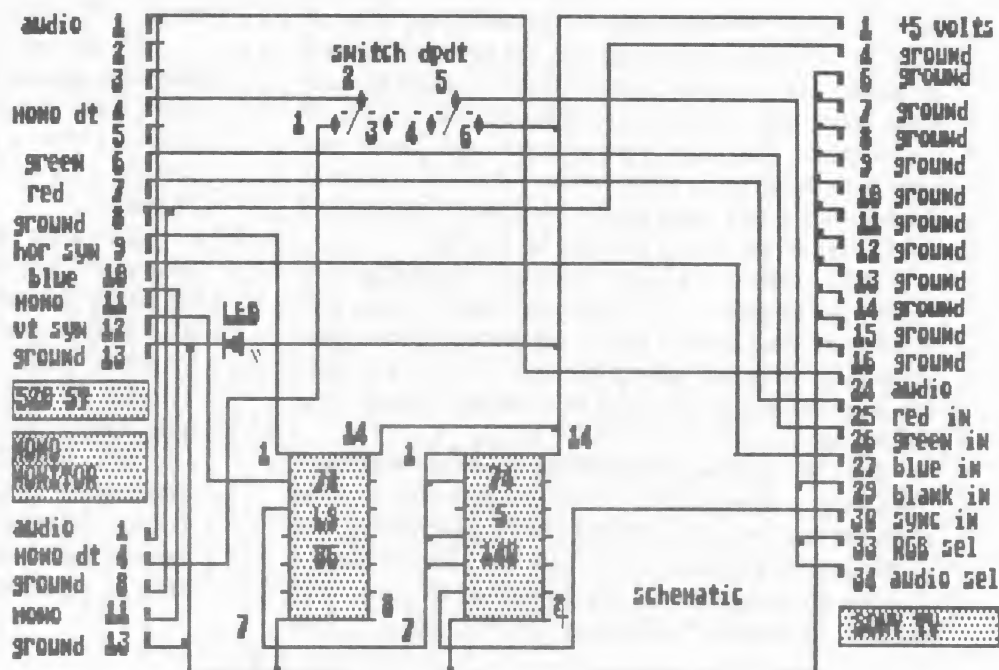 audio 1
2
3
mono dt 4
5
green 6
red 7
ground 8
hor syn 9
blue 10
mono 11
vt syn 12
ground 13
520 ST
MONO
MONITOR
audio 1
mono dt 4
ground 8
mono 11
ground 13
switch dpdt
2 5
1 3 4 6
LED
14 14
1 1
74
LS
86
74
S
140
8
7 7
schematic
1 +5 volts
4 ground
6 ground
7 ground
8 ground
9 ground
10 ground
11 ground
12 ground
13 ground
14 ground
15 ground
16 ground
24 audio
25 red in
26 green in
27 blue in
29 blank in
30 sync in
33 RGB sel
34 audio sel
SONY TV